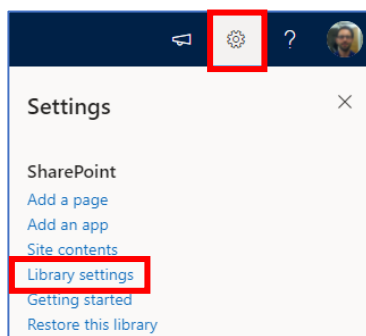 ?
Settings
SharePoint
Add a page
Add an app
Site contents
Library settings
Getting started
Restore this library